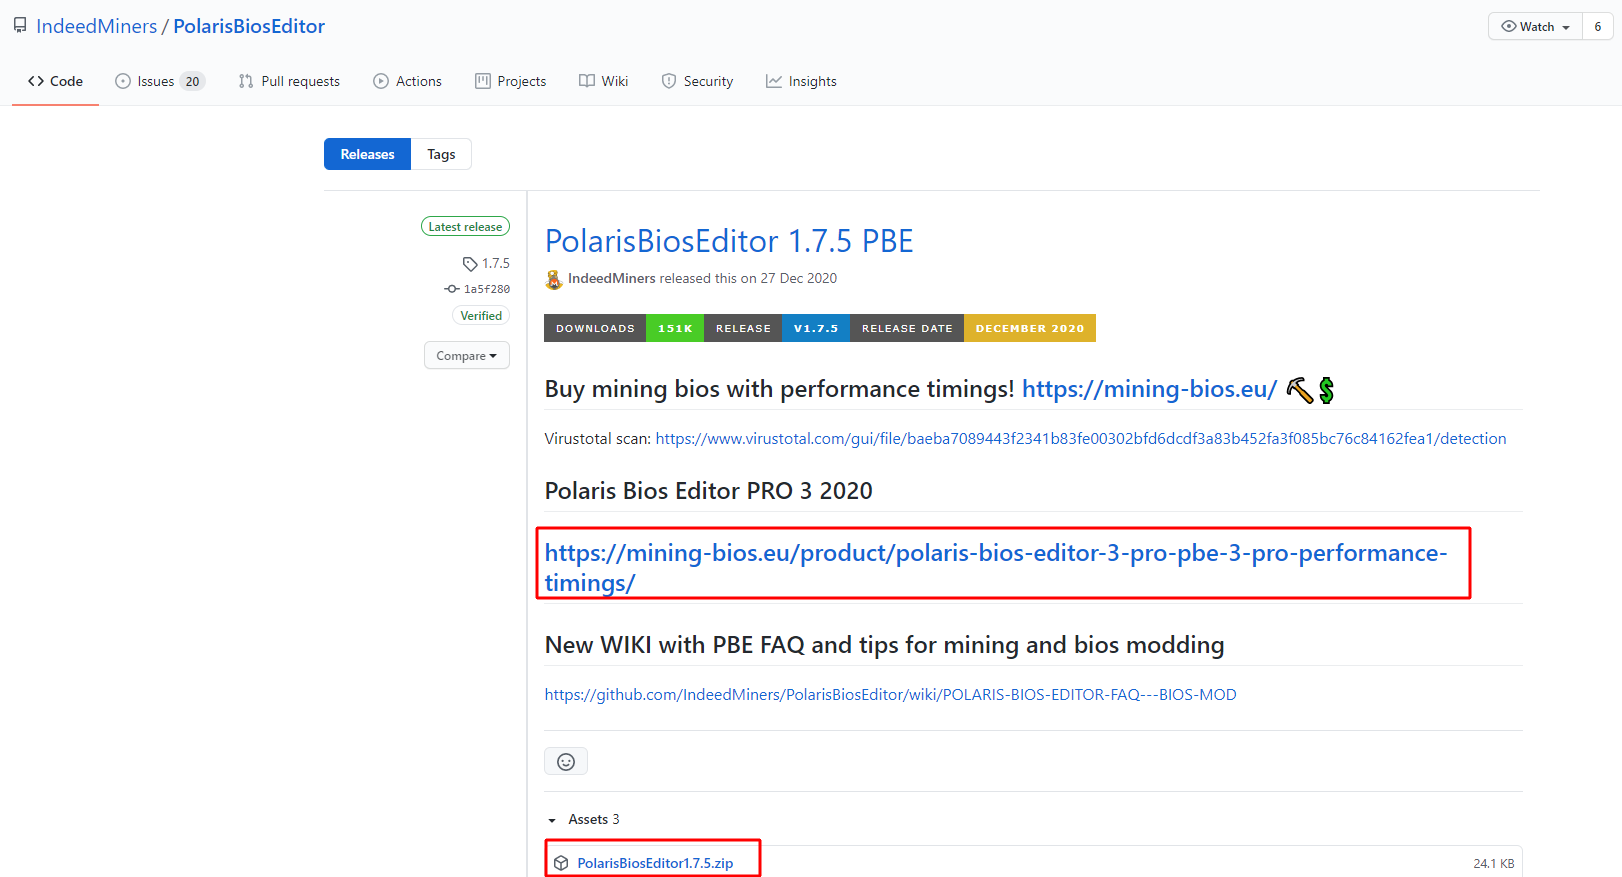 IndeedMiners / PolarisBiosEditor
Watch 6
Code Issues 20 Pull requests Actions Projects Wiki Security Insights
Releases Tags
Latest release
1.7.5
1a5f280
Verified
Compare
PolarisBiosEditor 1.7.5 PBE
IndeedMiners released this on 27 Dec 2020
DOWNLOADS 151K RELEASE V1.7.5 RELEASE DATE DECEMBER 2020
Buy mining bios with performance timings! https://mining-bios.eu/
Virustotal scan: https://www.virustotal.com/gui/file/baeba7089443f2341b83fe00302bfd6dcdf3a83b452fa3f085bc76c84162fea1/detection
Polaris Bios Editor PRO 3 2020
https://mining-bios.eu/product/polaris-bios-editor-3-pro-pbe-3-pro-performance-
timings/
New WIKI with PBE FAQ and tips for mining and bios modding
https://github.com/IndeedMiners/PolarisBiosEditor/wiki/POLARIS-BIOS-EDITOR-FAQ---BIOS-MOD
Assets 3
PolarisBiosEditor1.7.5.zip 24.1 KB